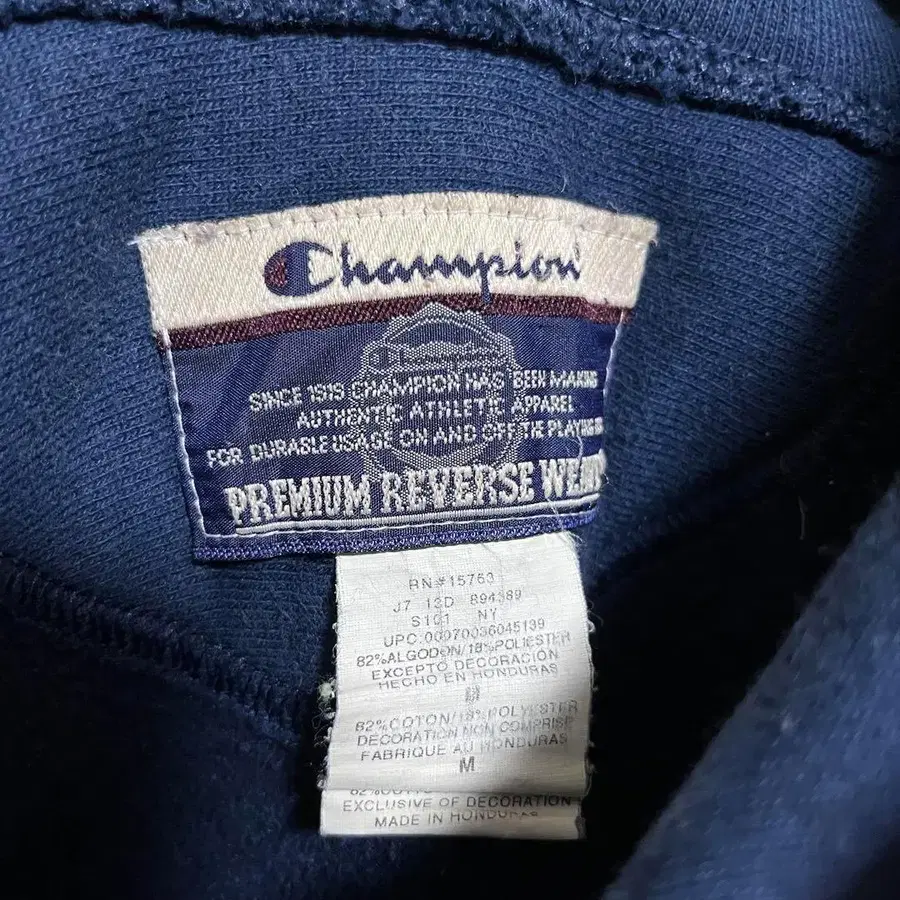 Champion
Champion
SINCE 1919 CHAMPION HAS BEEN MAKING
AUTHENTIC ATHLETIC APPAREL
FOR DURABLE USAGE ON AND OFF THE PLAYING
PREMIUM REVERSE WEAVE
RN#15763
J7 13D 894389
S101 NY
UPC:00070036045139
82%ALGODON/18%POLIESTER
EXCEPTO DECORACION
HECHO EN HONDURAS
M
82%COTON/18%POLYESTER
DECORATION NON COMPRISE
FABRIQUE AU HONDURAS
M
EXCLUSIVE OF DECORATION
MADE IN HONDURAS